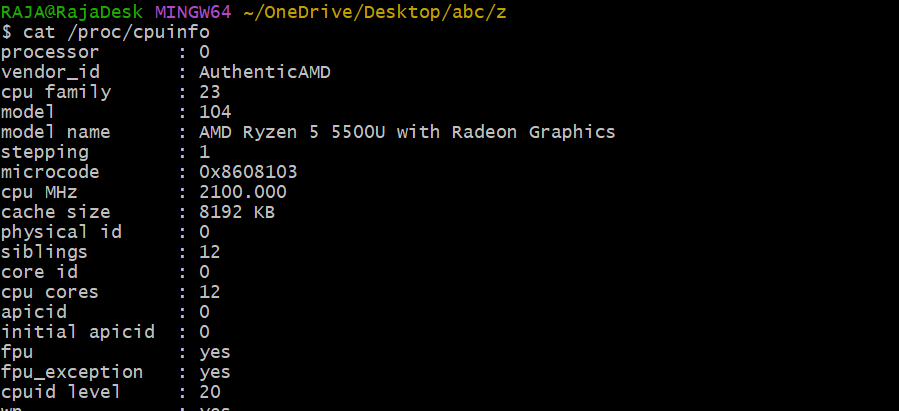 RAJA@RajaDesk MINGW64 ~/OneDrive/Desktop/abc/z
$ cat /proc/cpuinfo
processor       : 0
vendor_id       : AuthenticAMD
cpu family      : 23
model           : 104
model name      : AMD Ryzen 5 5500U with Radeon Graphics
stepping        : 1
microcode       : 0x8608103
cpu MHz         : 2100.000
cache size      : 8192 KB
physical id     : 0
siblings        : 12
core id         : 0
cpu cores       : 12
apicid          : 0
initial apicid  : 0
fpu             : yes
fpu_exception   : yes
cpuid level     : 20
wp              : yes